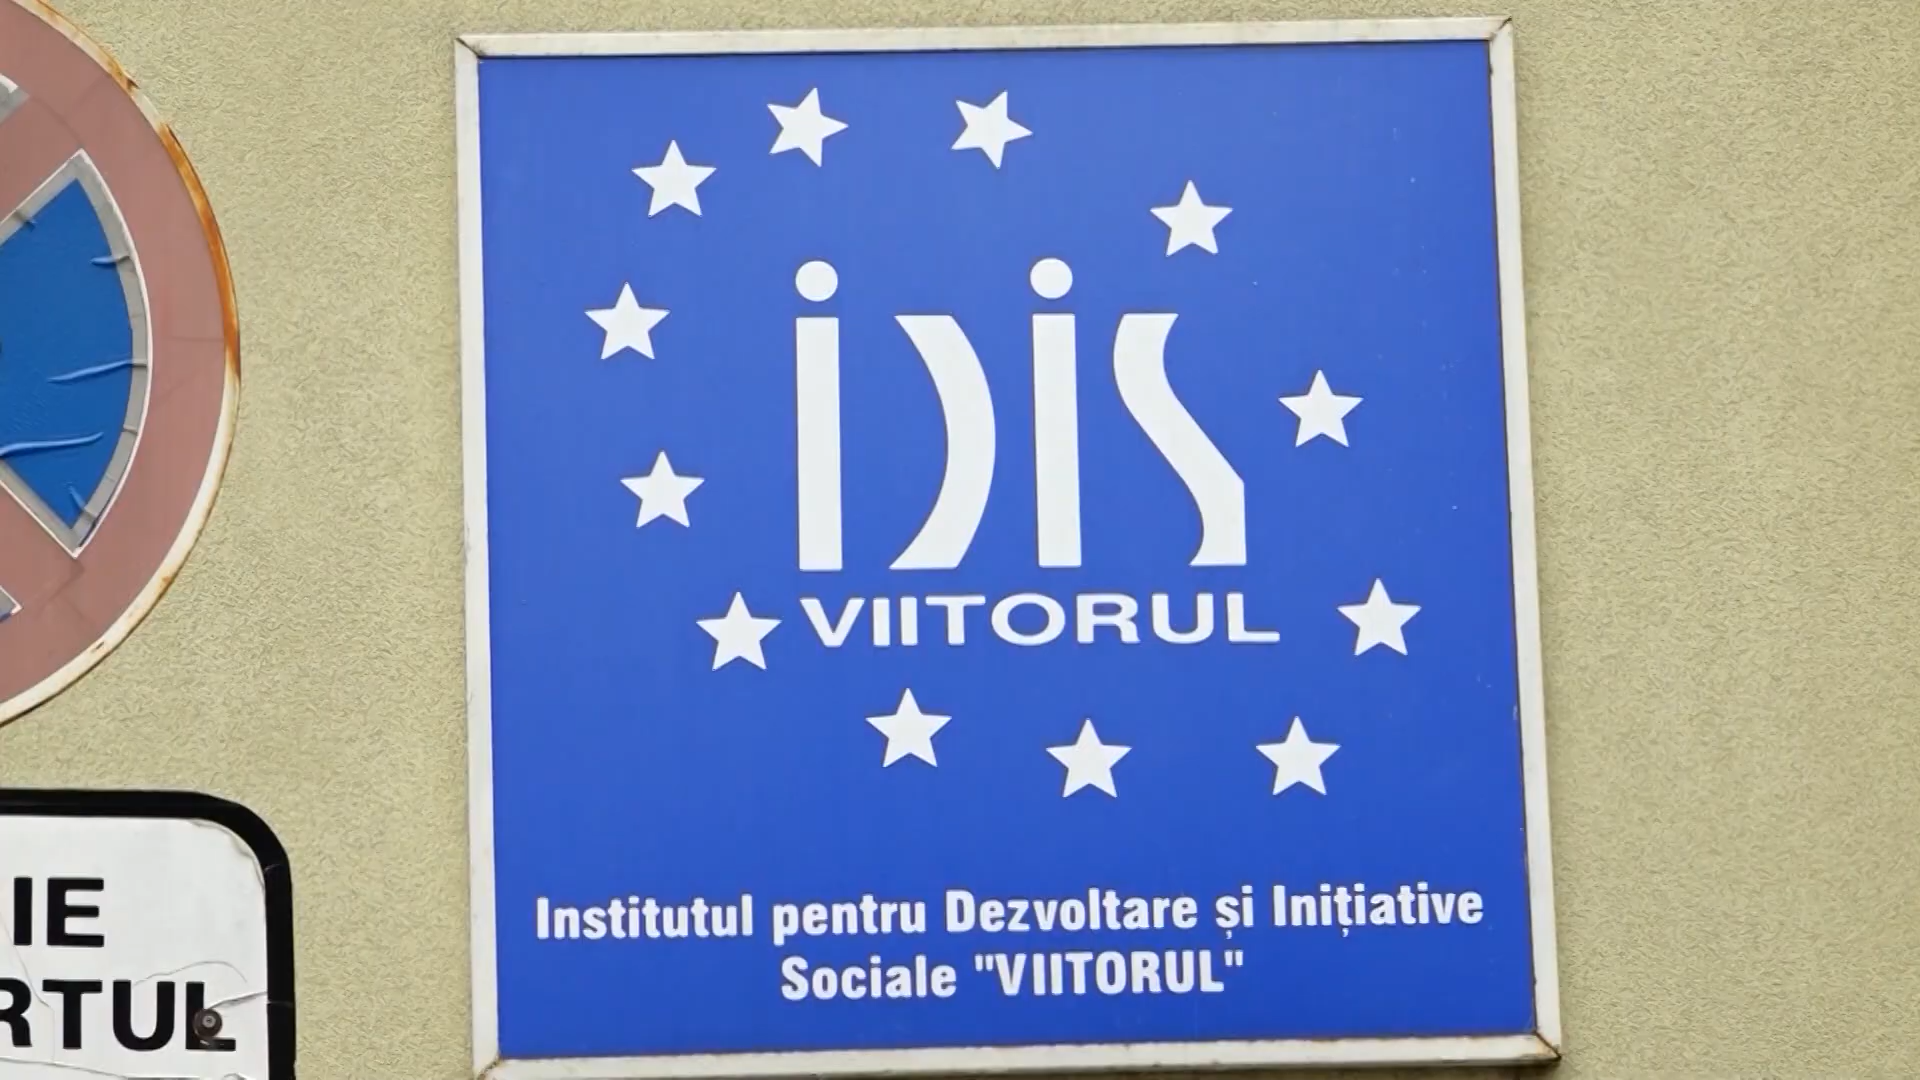 iDiS
VIITORUL
Institutul pentru Dezvoltare și Inițiative
Sociale "VIITORUL"
IE
RTUL